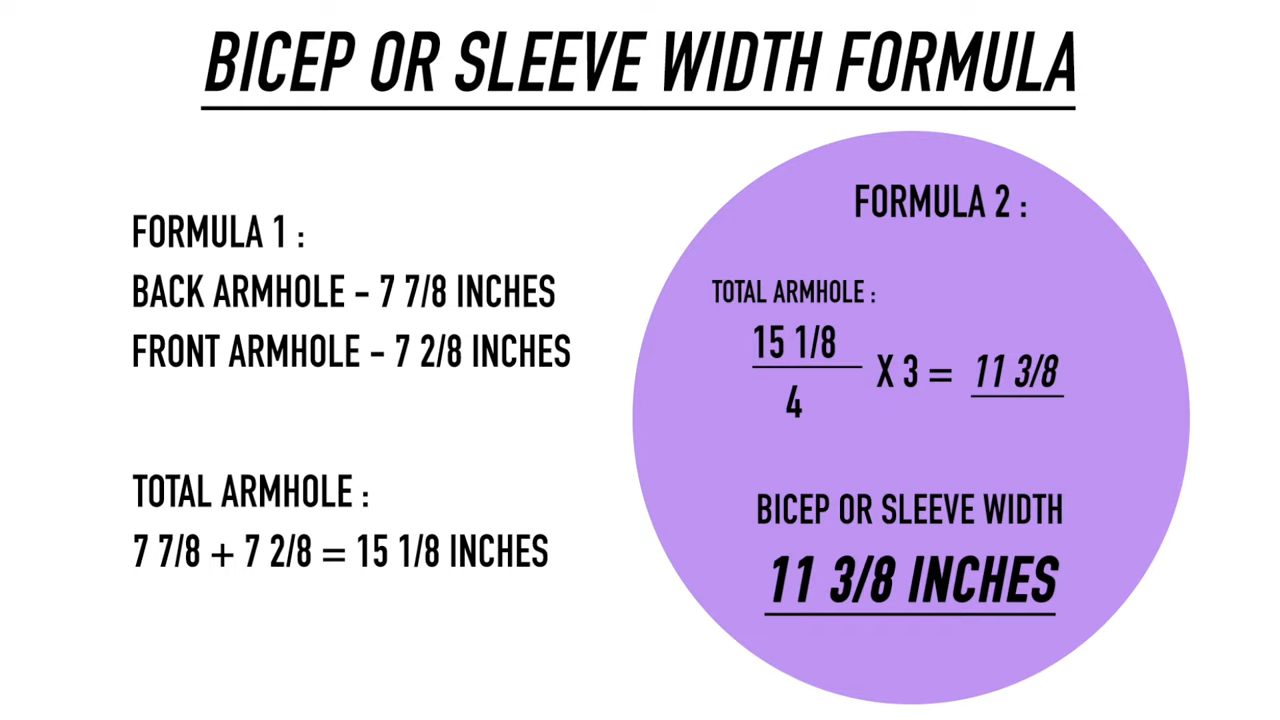 BICEP OR SLEEVE WIDTH FORMULA
FORMULA 1 :
BACK ARMHOLE - 7 7/8 INCHES
FRONT ARMHOLE - 7 2/8 INCHES
TOTAL ARMHOLE :
7 7/8 + 7 2/8 = 15 1/8 INCHES
FORMULA 2 :
TOTAL ARMHOLE :
15 1/8
4
X 3 = 11 3/8
BICEP OR SLEEVE WIDTH
11 3/8 INCHES